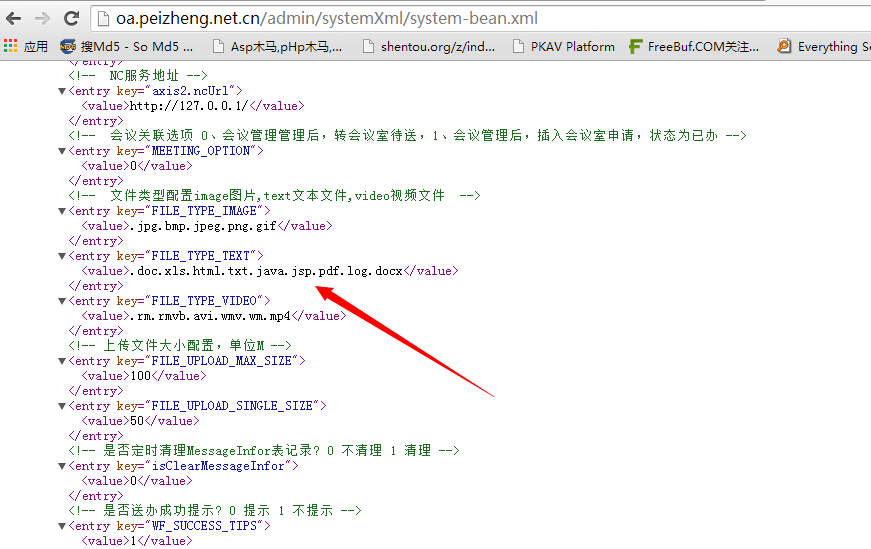 oa.peizheng.net.cn/admin/systemXml/system-bean.xml
应用 搜Md5 - So Md5 ... Asp木马,pHp木马,... shentou.org/z/ind... PKAV Platform FreeBuf.COM关注... Everything Se
</entry>
<!-- NC服务地址 -->
▼<entry key="axis2.ncUrl">
<value>http://127.0.0.1/</value>
</entry>
<!-- 会议关联选项 0、会议管理管理后，转会议室待送，1、会议管理后，插入会议室申请，状态为已办 -->
▼<entry key="MEETING_OPTION">
<value>0</value>
</entry>
<!-- 文件类型配置image图片,text文本文件,video视频文件 -->
▼<entry key="FILE_TYPE_IMAGE">
<value>.jpg.bmp.jpeg.png.gif</value>
</entry>
▼<entry key="FILE_TYPE_TEXT">
<value>.doc.xls.html.txt.java.jsp.pdf.log.docx</value>
</entry>
▼<entry key="FILE_TYPE_VIDEO">
<value>.rm.rmvb.avi.wmv.wm.mp4</value>
</entry>
<!-- 上传文件大小配置，单位M -->
▼<entry key="FILE_UPLOAD_MAX_SIZE">
<value>100</value>
</entry>
▼<entry key="FILE_UPLOAD_SINGLE_SIZE">
<value>50</value>
</entry>
<!-- 是否定时清理MessageInfor表记录? 0 不清理 1 清理 -->
▼<entry key="isClearMessageInfor">
<value>0</value>
</entry>
<!-- 是否送办成功提示? 0 提示 1 不提示 -->
▼<entry key="WF_SUCCESS_TIPS">
<value>1</value>